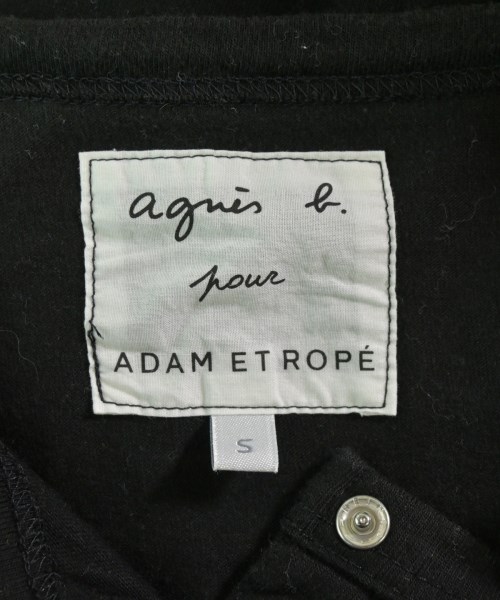 agnès b.
pour
ADAM ET ROPÉ
S